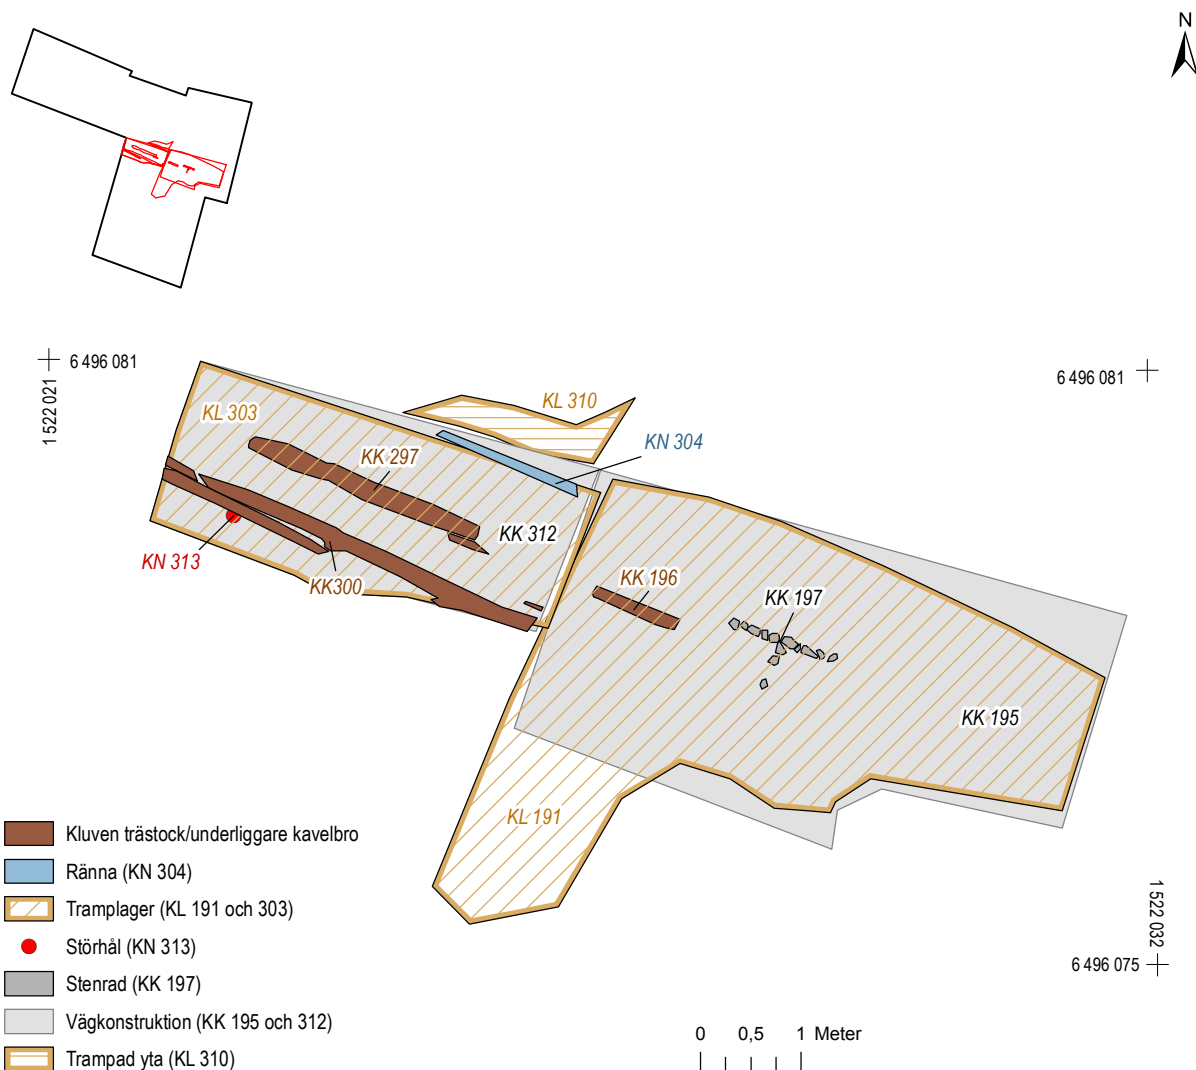 N
6 496 081
1 522 021
6 496 081
KL 310
KL 303
KN 304
KK 297
KK 312
KN 313
KK300
KK 196
KK 197
KK 195
KL 191
Kluven trästock/underliggare kavelbro
Ränna (KN 304)
Tramplager (KL 191 och 303)
Störhål (KN 313)
Stenrad (KK 197)
Vägkonstruktion (KK 195 och 312)
Trampad yta (KL 310)
1 522 032
6 496 075
0 0,5 1 Meter